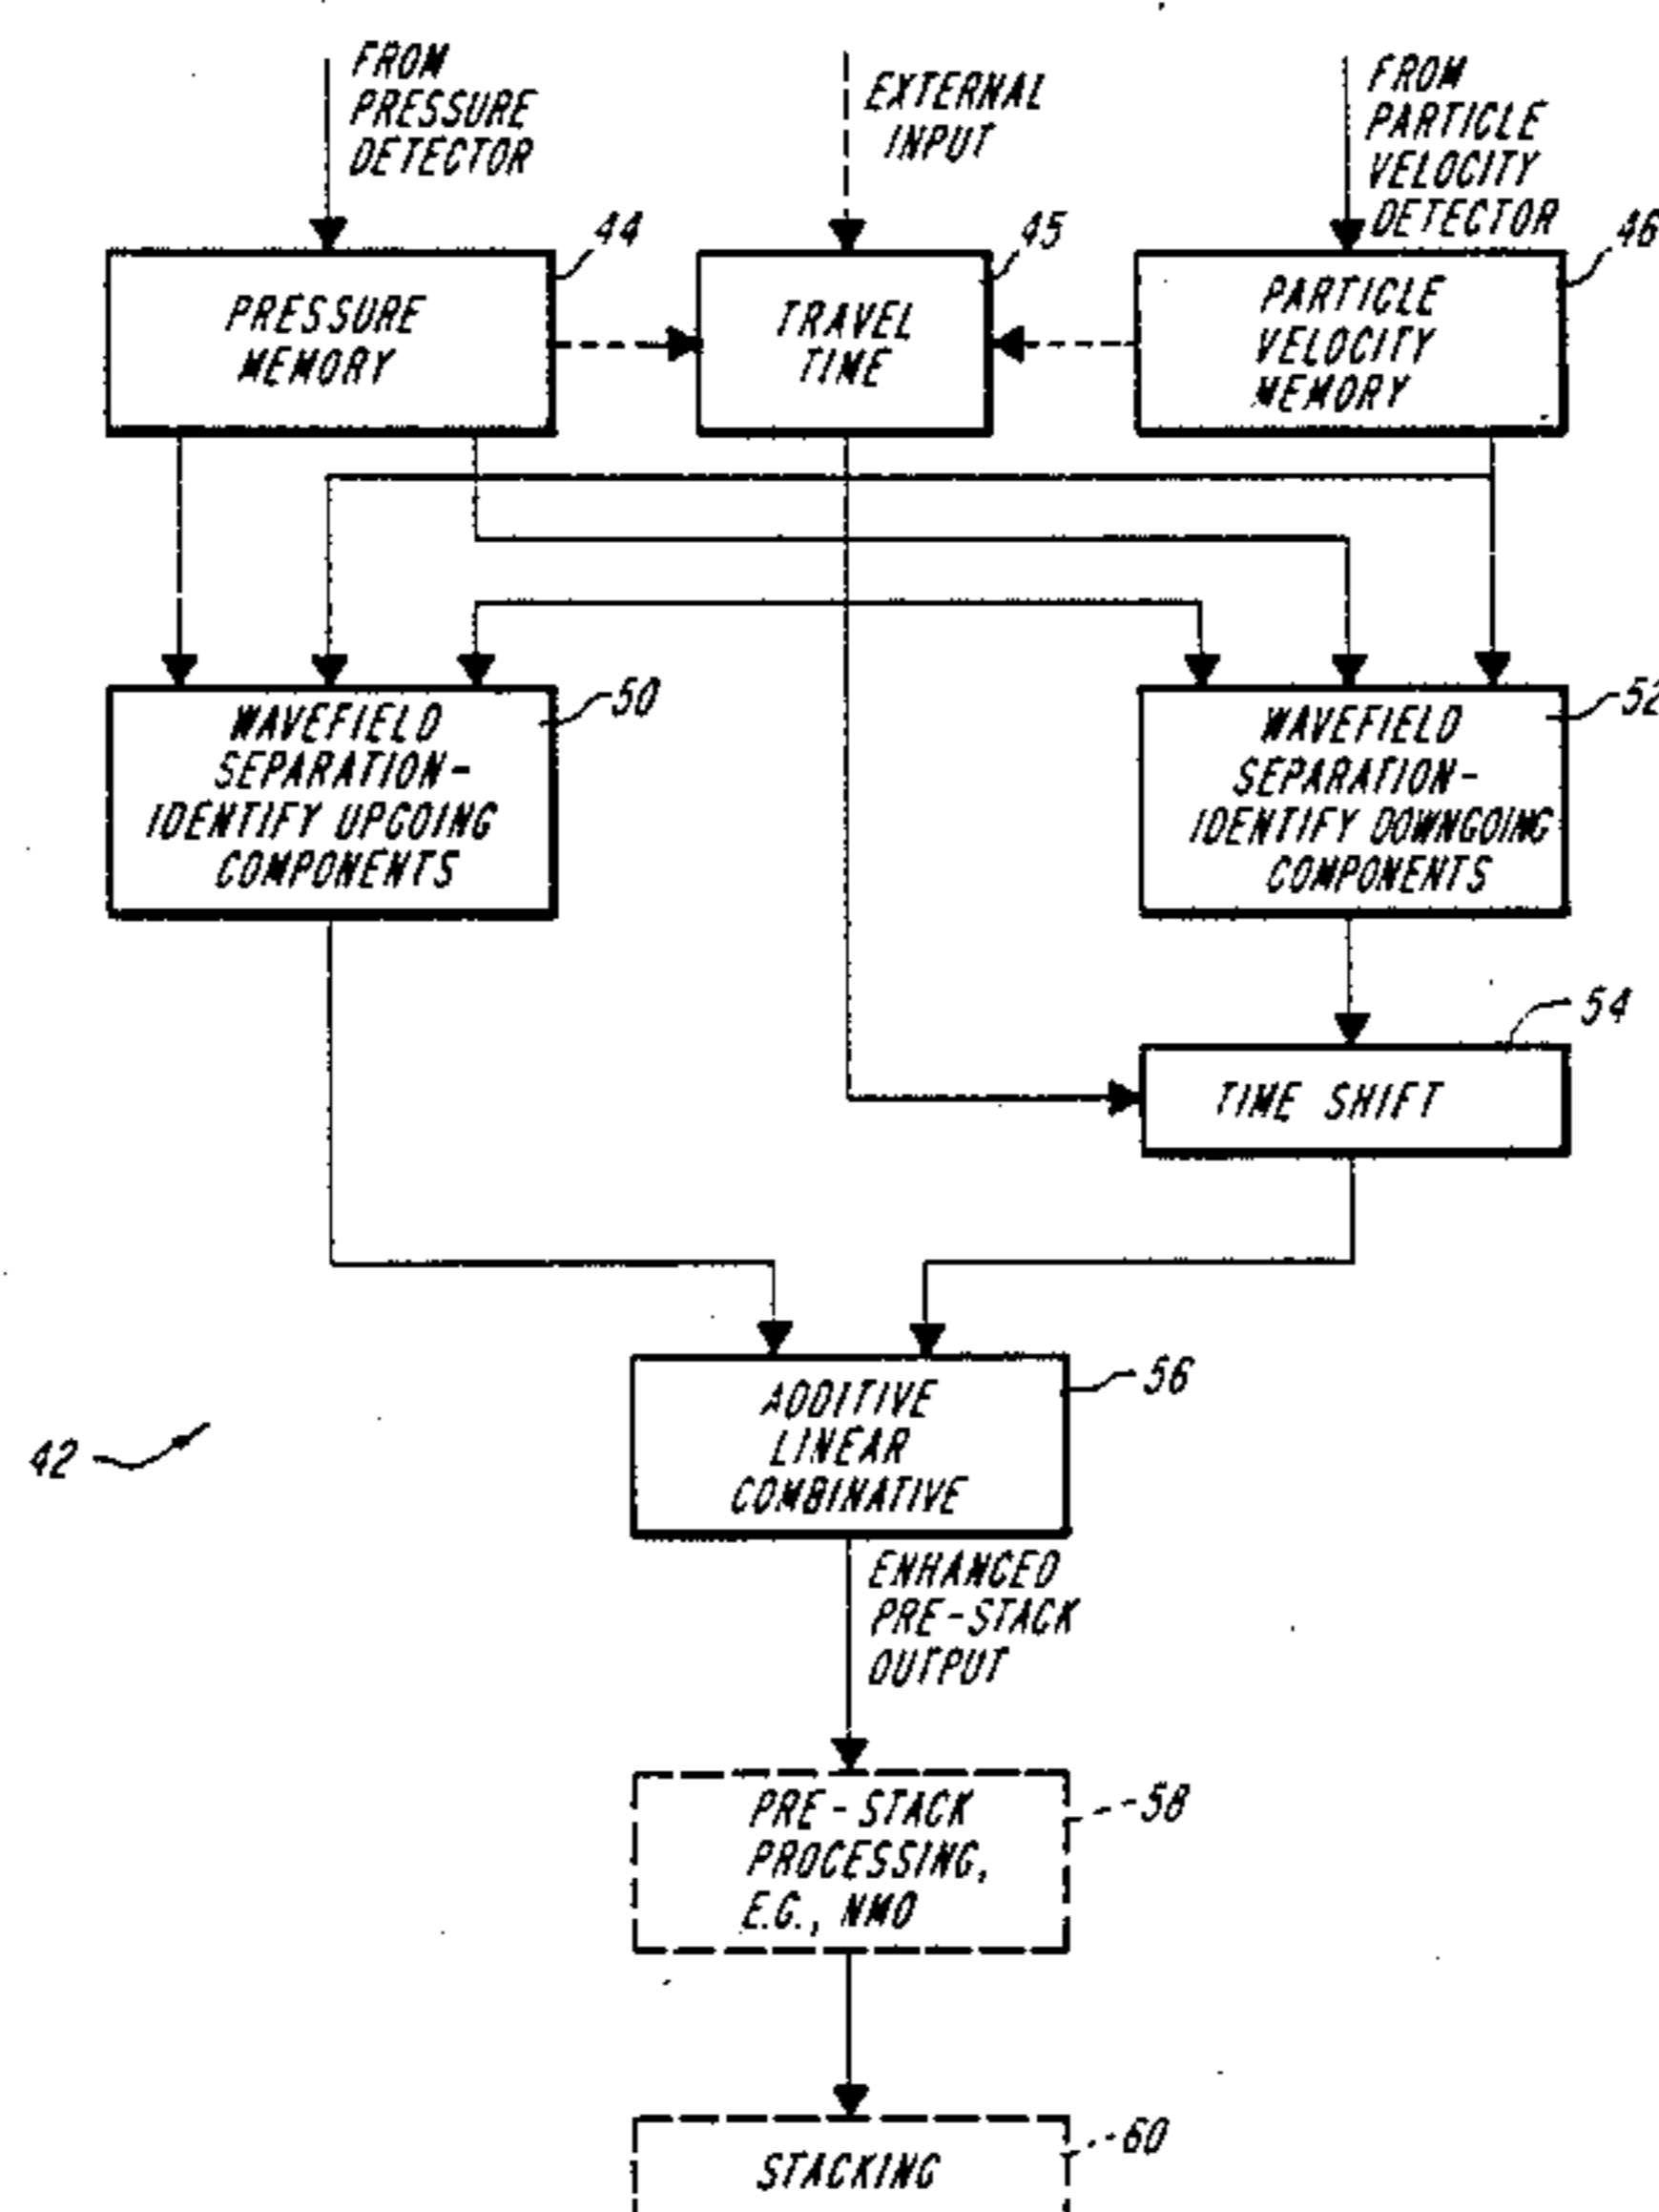 FROM
PRESSURE
DETECTOR
EXTERNAL
INPUT
FROM
PARTICLE
VELOCITY
DETECTOR
44
45
46
PRESSURE
MEMORY
TRAVEL
TIME
PARTICLE
VELOCITY
MEMORY
50
52
WAVEFIELD
SEPARATION-
IDENTIFY UPGOING
COMPONENTS
WAVEFIELD
SEPARATION-
IDENTIFY DOWNGOING
COMPONENTS
54
TIME SHIFT
56
ADDITIVE
LINEAR
COMBINATIVE
42
ENHANCED
PRE-STACK
OUTPUT
58
PRE-STACK
PROCESSING,
E.G., NMO
60
STACKING